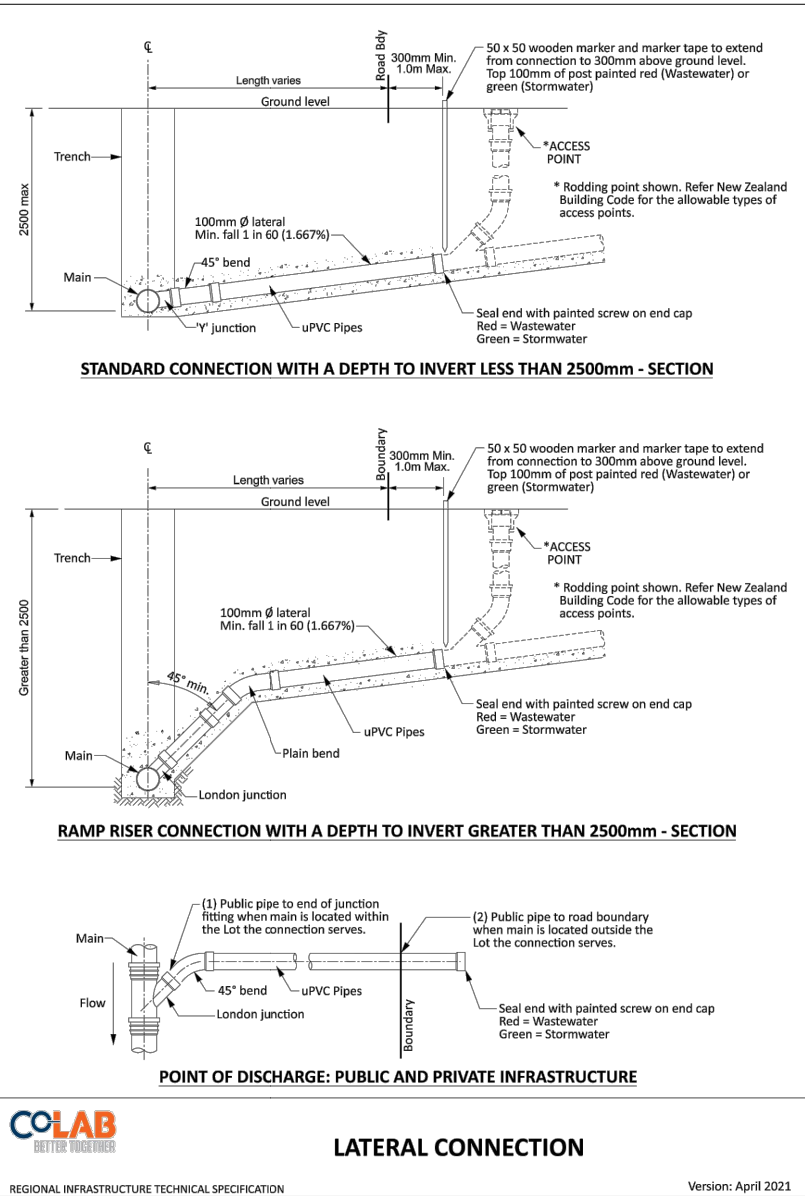 ℄
Road Bdy
300mm Min.
1.0m Max.
50 x 50 wooden marker and marker tape to extend
from connection to 300mm above ground level.
Top 100mm of post painted red (Wastewater) or
green (Stormwater)
Length varies
Ground level
Trench
2500 max
*ACCESS
POINT
* Rodding point shown. Refer New Zealand
Building Code for the allowable types of
access points.
100mm Ø lateral
Min. fall 1 in 60 (1.667%)
45° bend
Main
'Y' junction
uPVC Pipes
Seal end with painted screw on end cap
Red = Wastewater
Green = Stormwater
STANDARD CONNECTION WITH A DEPTH TO INVERT LESS THAN 2500mm - SECTION
℄
Boundary
300mm Min.
1.0m Max.
50 x 50 wooden marker and marker tape to extend
from connection to 300mm above ground level.
Top 100mm of post painted red (Wastewater) or
green (Stormwater)
Length varies
Ground level
Trench
Greater than 2500
*ACCESS
POINT
* Rodding point shown. Refer New Zealand
Building Code for the allowable types of
access points.
100mm Ø lateral
Min. fall 1 in 60 (1.667%)
45° min.
Seal end with painted screw on end cap
Red = Wastewater
Green = Stormwater
uPVC Pipes
Plain bend
Main
London junction
RAMP RISER CONNECTION WITH A DEPTH TO INVERT GREATER THAN 2500mm - SECTION
(1) Public pipe to end of junction
fitting when main is located within
the Lot the connection serves.
(2) Public pipe to road boundary
when main is located outside the
Lot the connection serves.
Main
Flow
45° bend
uPVC Pipes
London junction
Boundary
Seal end with painted screw on end cap
Red = Wastewater
Green = Stormwater
POINT OF DISCHARGE: PUBLIC AND PRIVATE INFRASTRUCTURE
COLAB
BETTER TOGETHER
LATERAL CONNECTION
REGIONAL INFRASTRUCTURE TECHNICAL SPECIFICATION
Version: April 2021